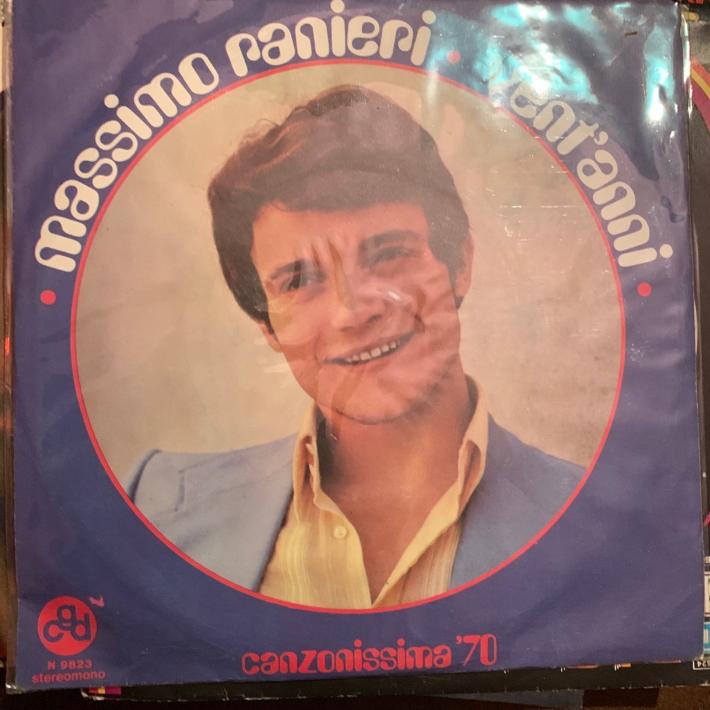 massimo ranieri • vent'anni
cgd
N 9823
stereomono
canzonissima '70